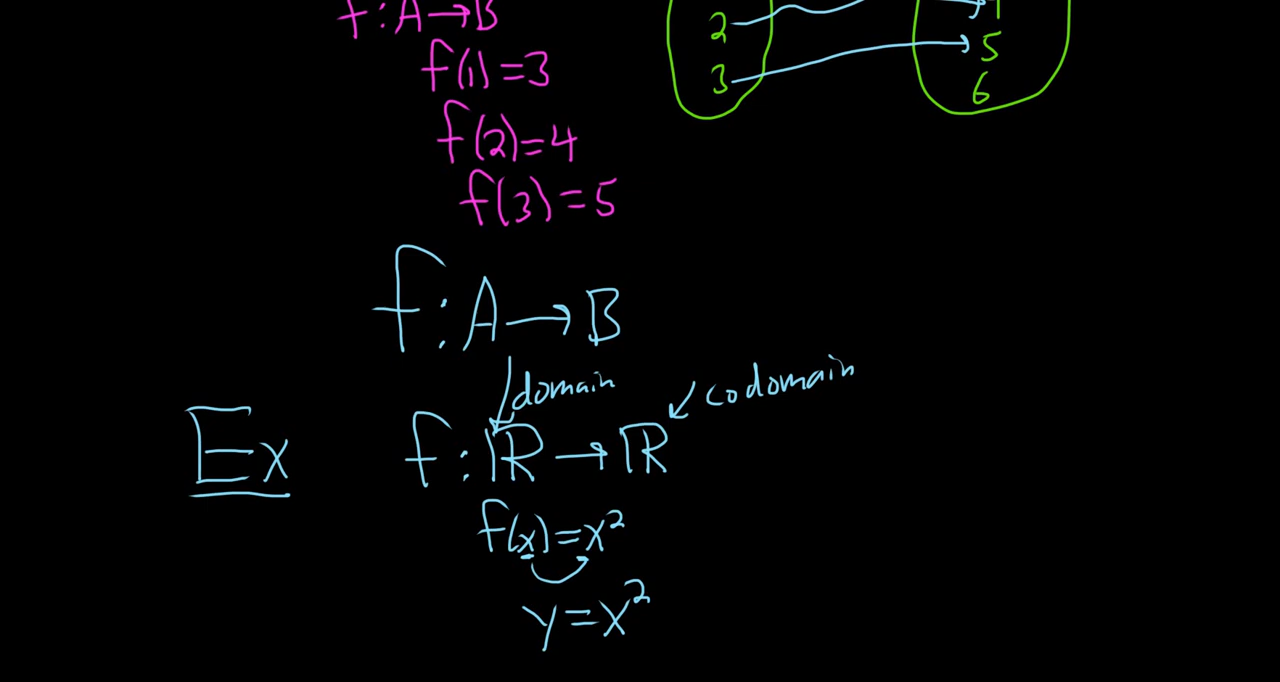 f : A → B
2
f(1) = 3
5
3
6
f(2) = 4
f(3) = 5
f : A → B
domain
codomain
Ex f : ℝ → ℝ
f(x) = x²
y = x²